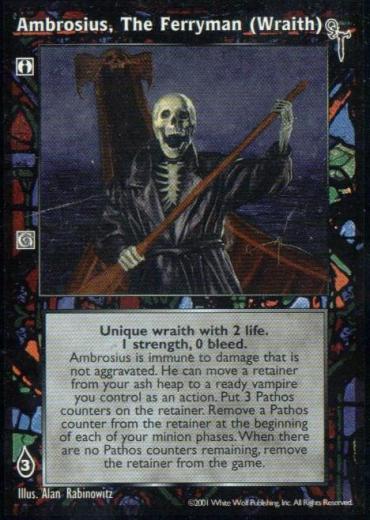 Ambrosius, The Ferryman (Wraith)
Unique wraith with 2 life.
1 strength, 0 bleed.
Ambrosius is immune to damage that is
not aggravated. He can move a retainer
from your ash heap to a ready vampire
you control as an action. Put 3 Pathos
counters on the retainer. Remove a Pathos
counter from the retainer at the beginning
of each of your minion phases. When there
are no Pathos counters remaining, remove
the retainer from the game.
3
Illus. Alan Rabinowitz
©2001 White Wolf Publishing, Inc. All Rights Reserved.